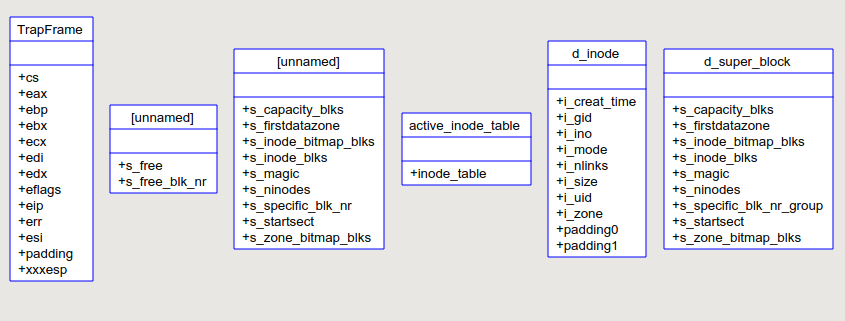 TrapFrame
+cs
+eax
+ebp
+ebx
+ecx
+edi
+edx
+eflags
+eip
+err
+esi
+padding
+xxxesp
[unnamed]
+s_free
+s_free_blk_nr
[unnamed]
+s_capacity_blks
+s_firstdatazone
+s_inode_bitmap_blks
+s_inode_blks
+s_magic
+s_ninodes
+s_specific_blk_nr
+s_startsect
+s_zone_bitmap_blks
active_inode_table
+inode_table
d_inode
+i_creat_time
+i_gid
+i_ino
+i_mode
+i_nlinks
+i_size
+i_uid
+i_zone
+padding0
+padding1
d_super_block
+s_capacity_blks
+s_firstdatazone
+s_inode_bitmap_blks
+s_inode_blks
+s_magic
+s_ninodes
+s_specific_blk_nr_group
+s_startsect
+s_zone_bitmap_blks